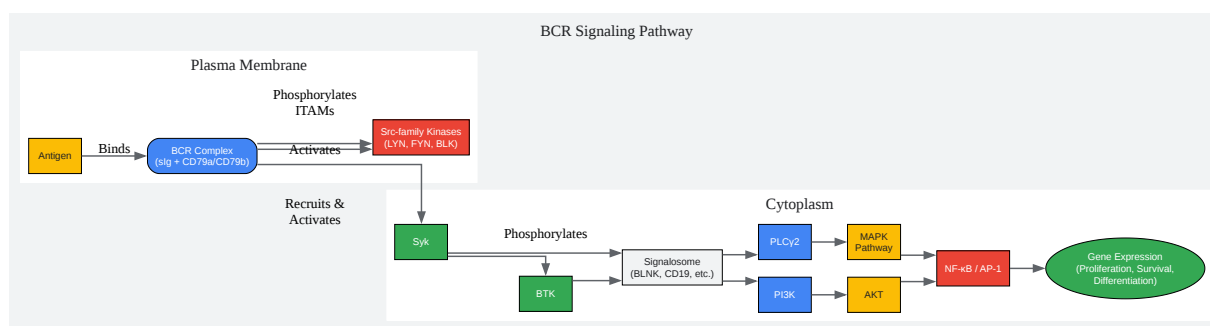 BCR Signaling Pathway
Plasma Membrane
Phosphorylates
ITAMs
Antigen
Binds
BCR Complex
(sIg + CD79a/CD79b)
Activates
Src-family Kinases
(LYN, FYN, BLK)
Recruits &
Activates
Cytoplasm
Syk
Phosphorylates
BTK
Signalosome
(BLNK, CD19, etc.)
PLCγ2
MAPK
Pathway
PI3K
AKT
NF-κB / AP-1
Gene Expression
(Proliferation, Survival,
Differentiation)